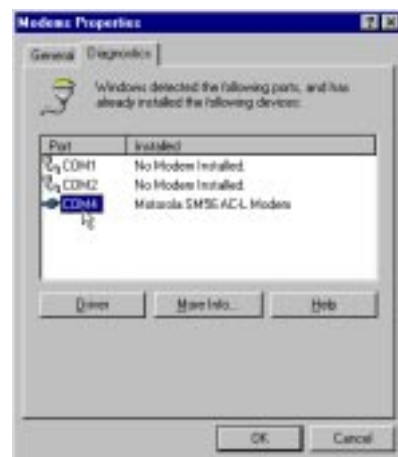 Modems Properties
General Diagnostics
Windows detected the following ports, and has
already installed the following devices:
Port Installed
COM1 No Modem Installed.
COM2 No Modem Installed.
COM4 Motorola SM56 AC-L Modem
Driver More Info... Help
OK Cancel